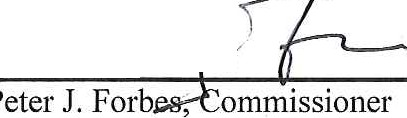 Peter J. Forbes, Commissioner